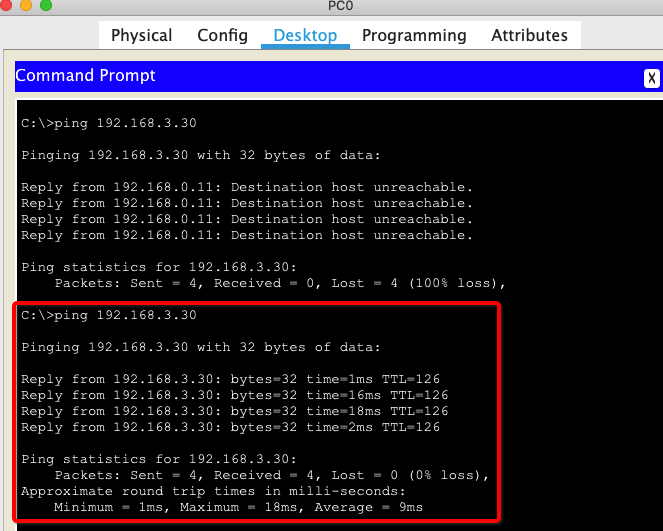 PC0
Physical Config Desktop Programming Attributes
Command Prompt
X
C:\>ping 192.168.3.30
Pinging 192.168.3.30 with 32 bytes of data:
Reply from 192.168.0.11: Destination host unreachable.
Reply from 192.168.0.11: Destination host unreachable.
Reply from 192.168.0.11: Destination host unreachable.
Reply from 192.168.0.11: Destination host unreachable.
Ping statistics for 192.168.3.30:
Packets: Sent = 4, Received = 0, Lost = 4 (100% loss),
C:\>ping 192.168.3.30
Pinging 192.168.3.30 with 32 bytes of data:
Reply from 192.168.3.30: bytes=32 time=1ms TTL=126
Reply from 192.168.3.30: bytes=32 time=16ms TTL=126
Reply from 192.168.3.30: bytes=32 time=18ms TTL=126
Reply from 192.168.3.30: bytes=32 time=2ms TTL=126
Ping statistics for 192.168.3.30:
Packets: Sent = 4, Received = 4, Lost = 0 (0% loss),
Approximate round trip times in milli-seconds:
Minimum = 1ms, Maximum = 18ms, Average = 9ms